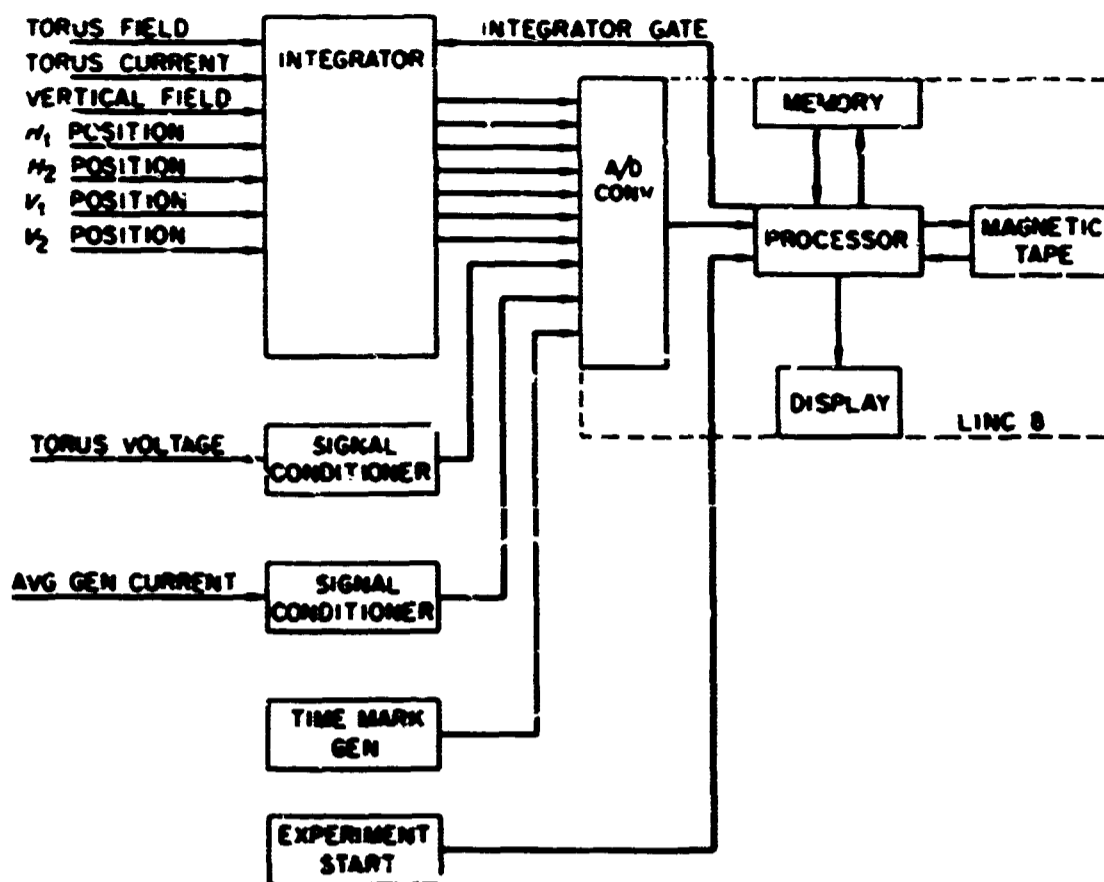 TORUS FIELD
TORUS CURRENT
VERTICAL FIELD
H₁ POSITION
H₂ POSITION
V₁ POSITION
V₂ POSITION
INTEGRATOR
INTEGRATOR GATE
A/D
CONV
MEMORY
PROCESSOR
MAGNETIC
TAPE
DISPLAY
LINC 8
TORUS VOLTAGE
SIGNAL
CONDITIONER
AVG GEN CURRENT
SIGNAL
CONDITIONER
TIME MARK
GEN
EXPERIMENT
START